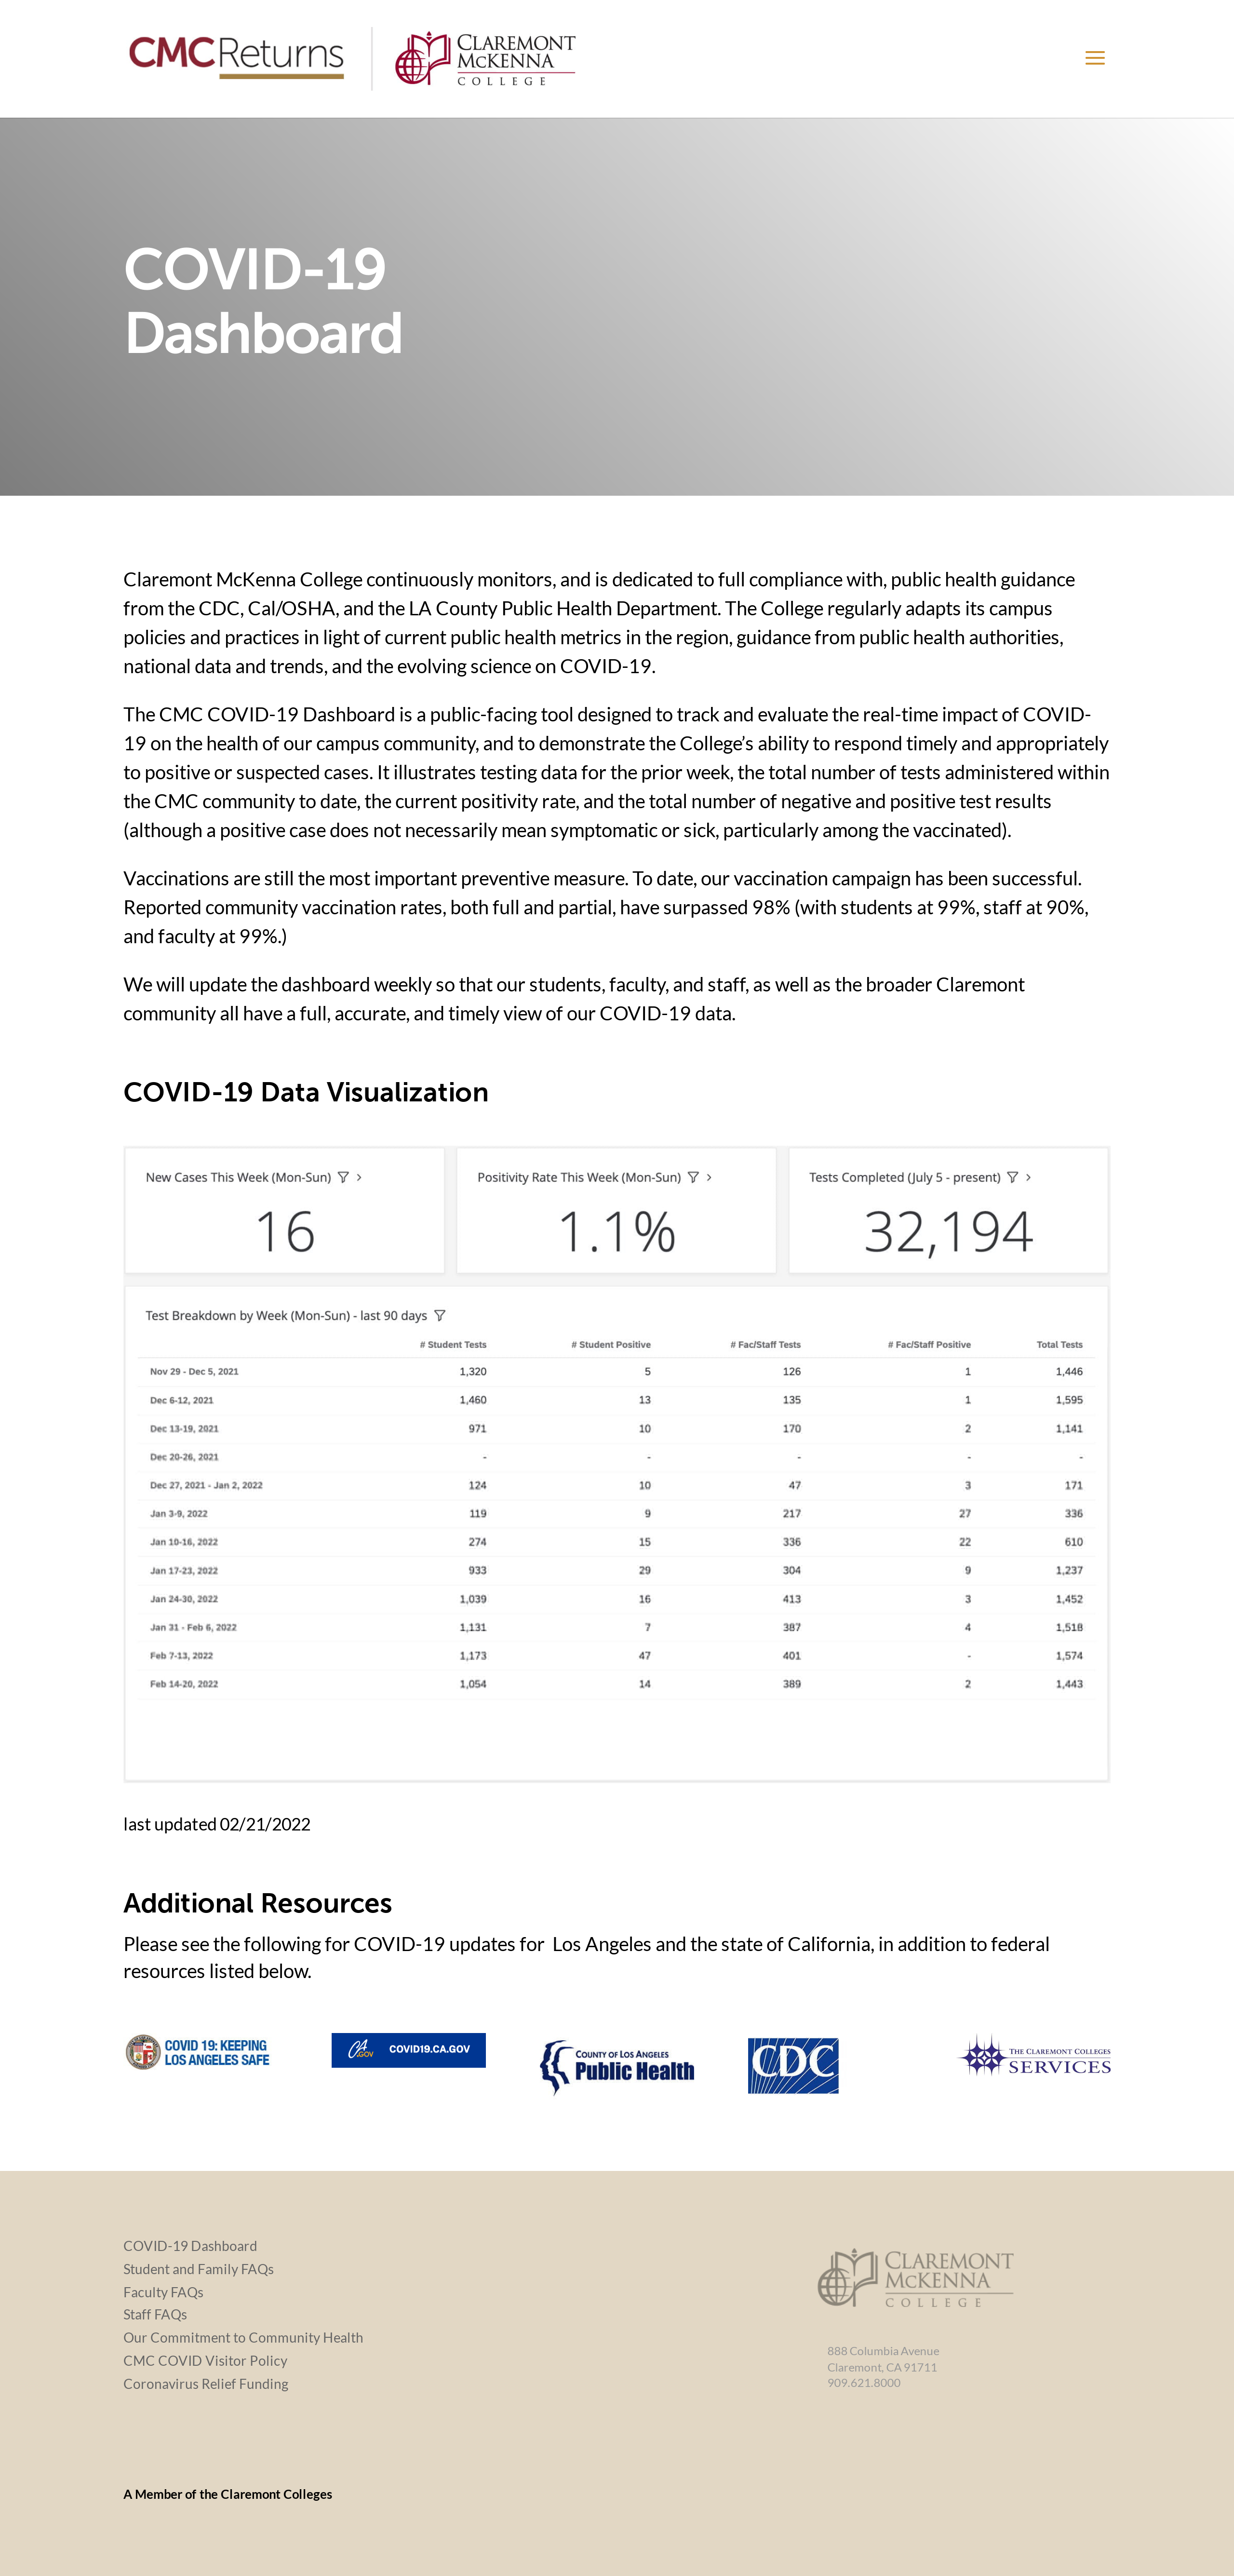 CMCReturns
CLAREMONT
MCKENNA
COLLEGE
COVID-19
Dashboard
Claremont McKenna College continuously monitors, and is dedicated to full compliance with, public health guidance
from the CDC, Cal/OSHA, and the LA County Public Health Department. The College regularly adapts its campus
policies and practices in light of current public health metrics in the region, guidance from public health authorities,
national data and trends, and the evolving science on COVID-19.
The CMC COVID-19 Dashboard is a public-facing tool designed to track and evaluate the real-time impact of COVID-
19 on the health of our campus community, and to demonstrate the College’s ability to respond timely and appropriately
to positive or suspected cases. It illustrates testing data for the prior week, the total number of tests administered within
the CMC community to date, the current positivity rate, and the total number of negative and positive test results
(although a positive case does not necessarily mean symptomatic or sick, particularly among the vaccinated).
Vaccinations are still the most important preventive measure. To date, our vaccination campaign has been successful.
Reported community vaccination rates, both full and partial, have surpassed 98% (with students at 99%, staff at 90%,
and faculty at 99%.)
We will update the dashboard weekly so that our students, faculty, and staff, as well as the broader Claremont
community all have a full, accurate, and timely view of our COVID-19 data.
COVID-19 Data Visualization
New Cases This Week (Mon-Sun)
16
Positivity Rate This Week (Mon-Sun)
1.1%
Tests Completed (July 5 - present)
32,194
Test Breakdown by Week (Mon-Sun) - last 90 days
# Student Tests # Student Positive # Fac/Staff Tests # Fac/Staff Positive Total Tests
Nov 29 - Dec 5, 2021 1,320 5 126 1 1,446
Dec 6-12, 2021 1,460 13 135 1 1,595
Dec 13-19, 2021 971 10 170 2 1,141
Dec 20-26, 2021 - - - - -
Dec 27, 2021 - Jan 2, 2022 124 10 47 3 171
Jan 3-9, 2022 119 9 217 27 336
Jan 10-16, 2022 274 15 336 22 610
Jan 17-23, 2022 933 29 304 9 1,237
Jan 24-30, 2022 1,039 16 413 3 1,452
Jan 31 - Feb 6, 2022 1,131 7 387 4 1,518
Feb 7-13, 2022 1,173 47 401 - 1,574
Feb 14-20, 2022 1,054 14 389 2 1,443
last updated 02/21/2022
Additional Resources
Please see the following for COVID-19 updates for  Los Angeles and the state of California, in addition to federal
resources listed below.
COVID 19: KEEPING
LOS ANGELES SAFE
CA
.GOV
COVID19.CA.GOV
COUNTY OF LOS ANGELES
Public Health
CDC
THE CLAREMONT COLLEGES
SERVICES
COVID-19 Dashboard
Student and Family FAQs
Faculty FAQs
Staff FAQs
Our Commitment to Community Health
CMC COVID Visitor Policy
Coronavirus Relief Funding
CLAREMONT
MCKENNA
COLLEGE
888 Columbia Avenue
Claremont, CA 91711
909.621.8000
A Member of the Claremont Colleges